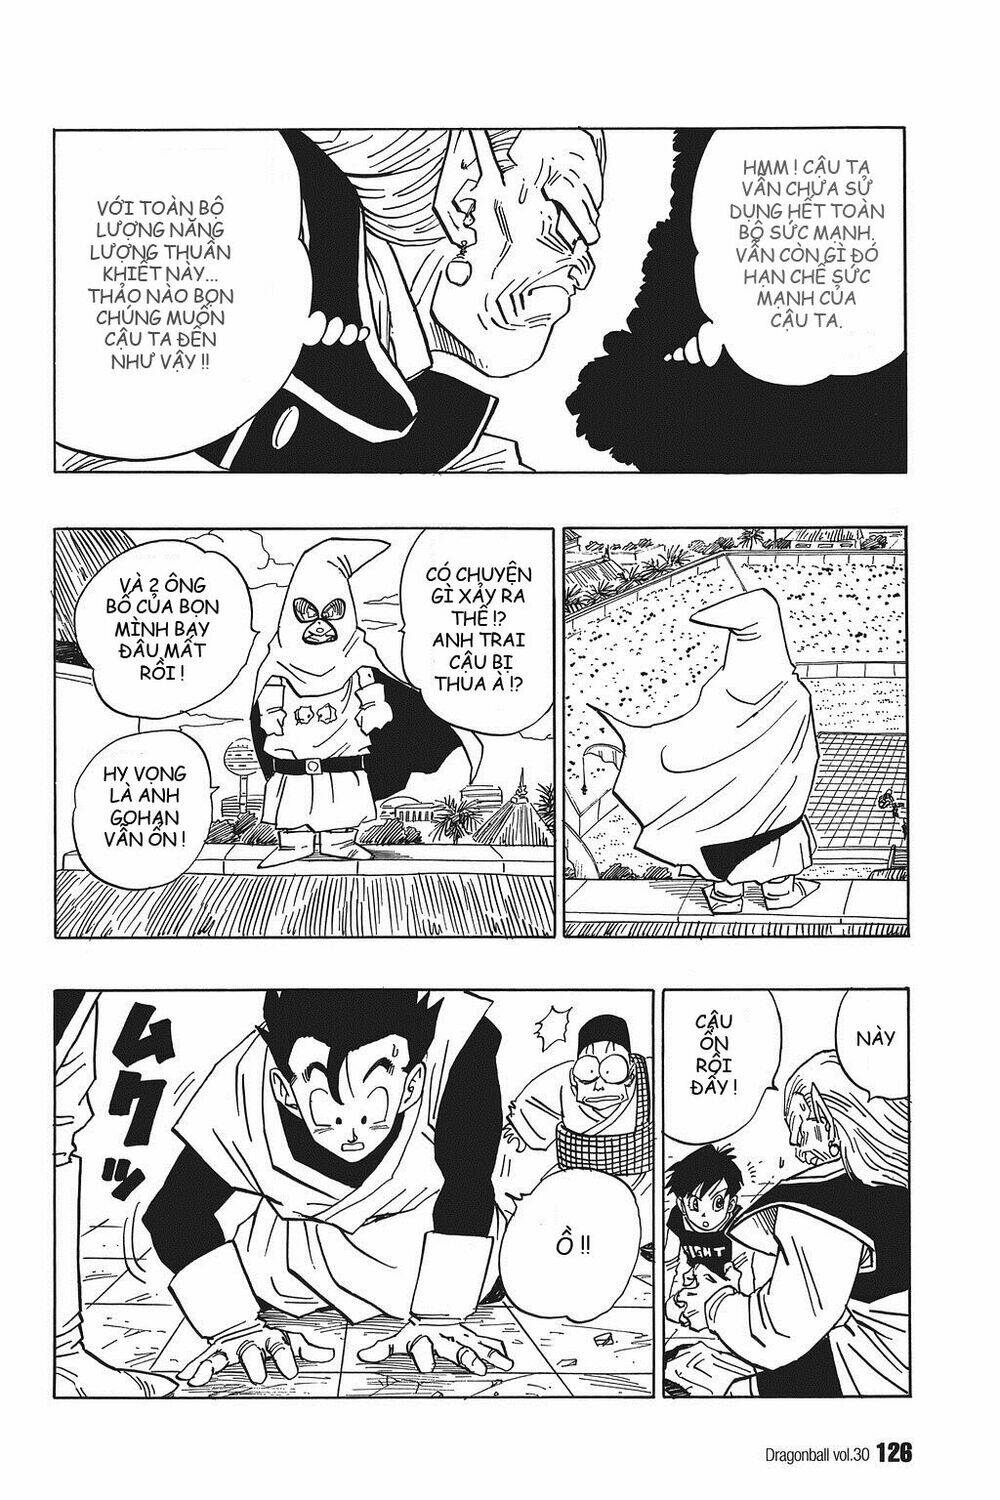 HMM ! CẬU TA
VẪN CHƯA SỬ
DỤNG HẾT TOÀN
BỘ SỨC MẠNH.
VẪN CÒN GÌ ĐÓ
HẠN CHẾ SỨC
MẠNH CỦA
CẬU TA.
VỚI TOÀN BỘ
LƯỢNG NĂNG
LƯỢNG THUẦN
KHIẾT NÀY...
THẢO NÀO BỌN
CHÚNG MUỐN
CẬU TA ĐẾN
NHƯ VẬY !!
CÓ CHUYỆN
GÌ XẢY RA
THẾ !?
ANH TRAI
CẬU BỊ
THUA À !?
VÀ 2 ÔNG
BỐ CỦA BỌN
MÌNH BAY
ĐÂU MẤT
RỒI !
HY VỌNG
LÀ ANH
GOHAN
VẪN ỔN !
NÀY
CẬU
ỔN
RỒI
ĐẤY !
FIGHT
Ồ !!
ムクッ
Dragonball vol.30 126